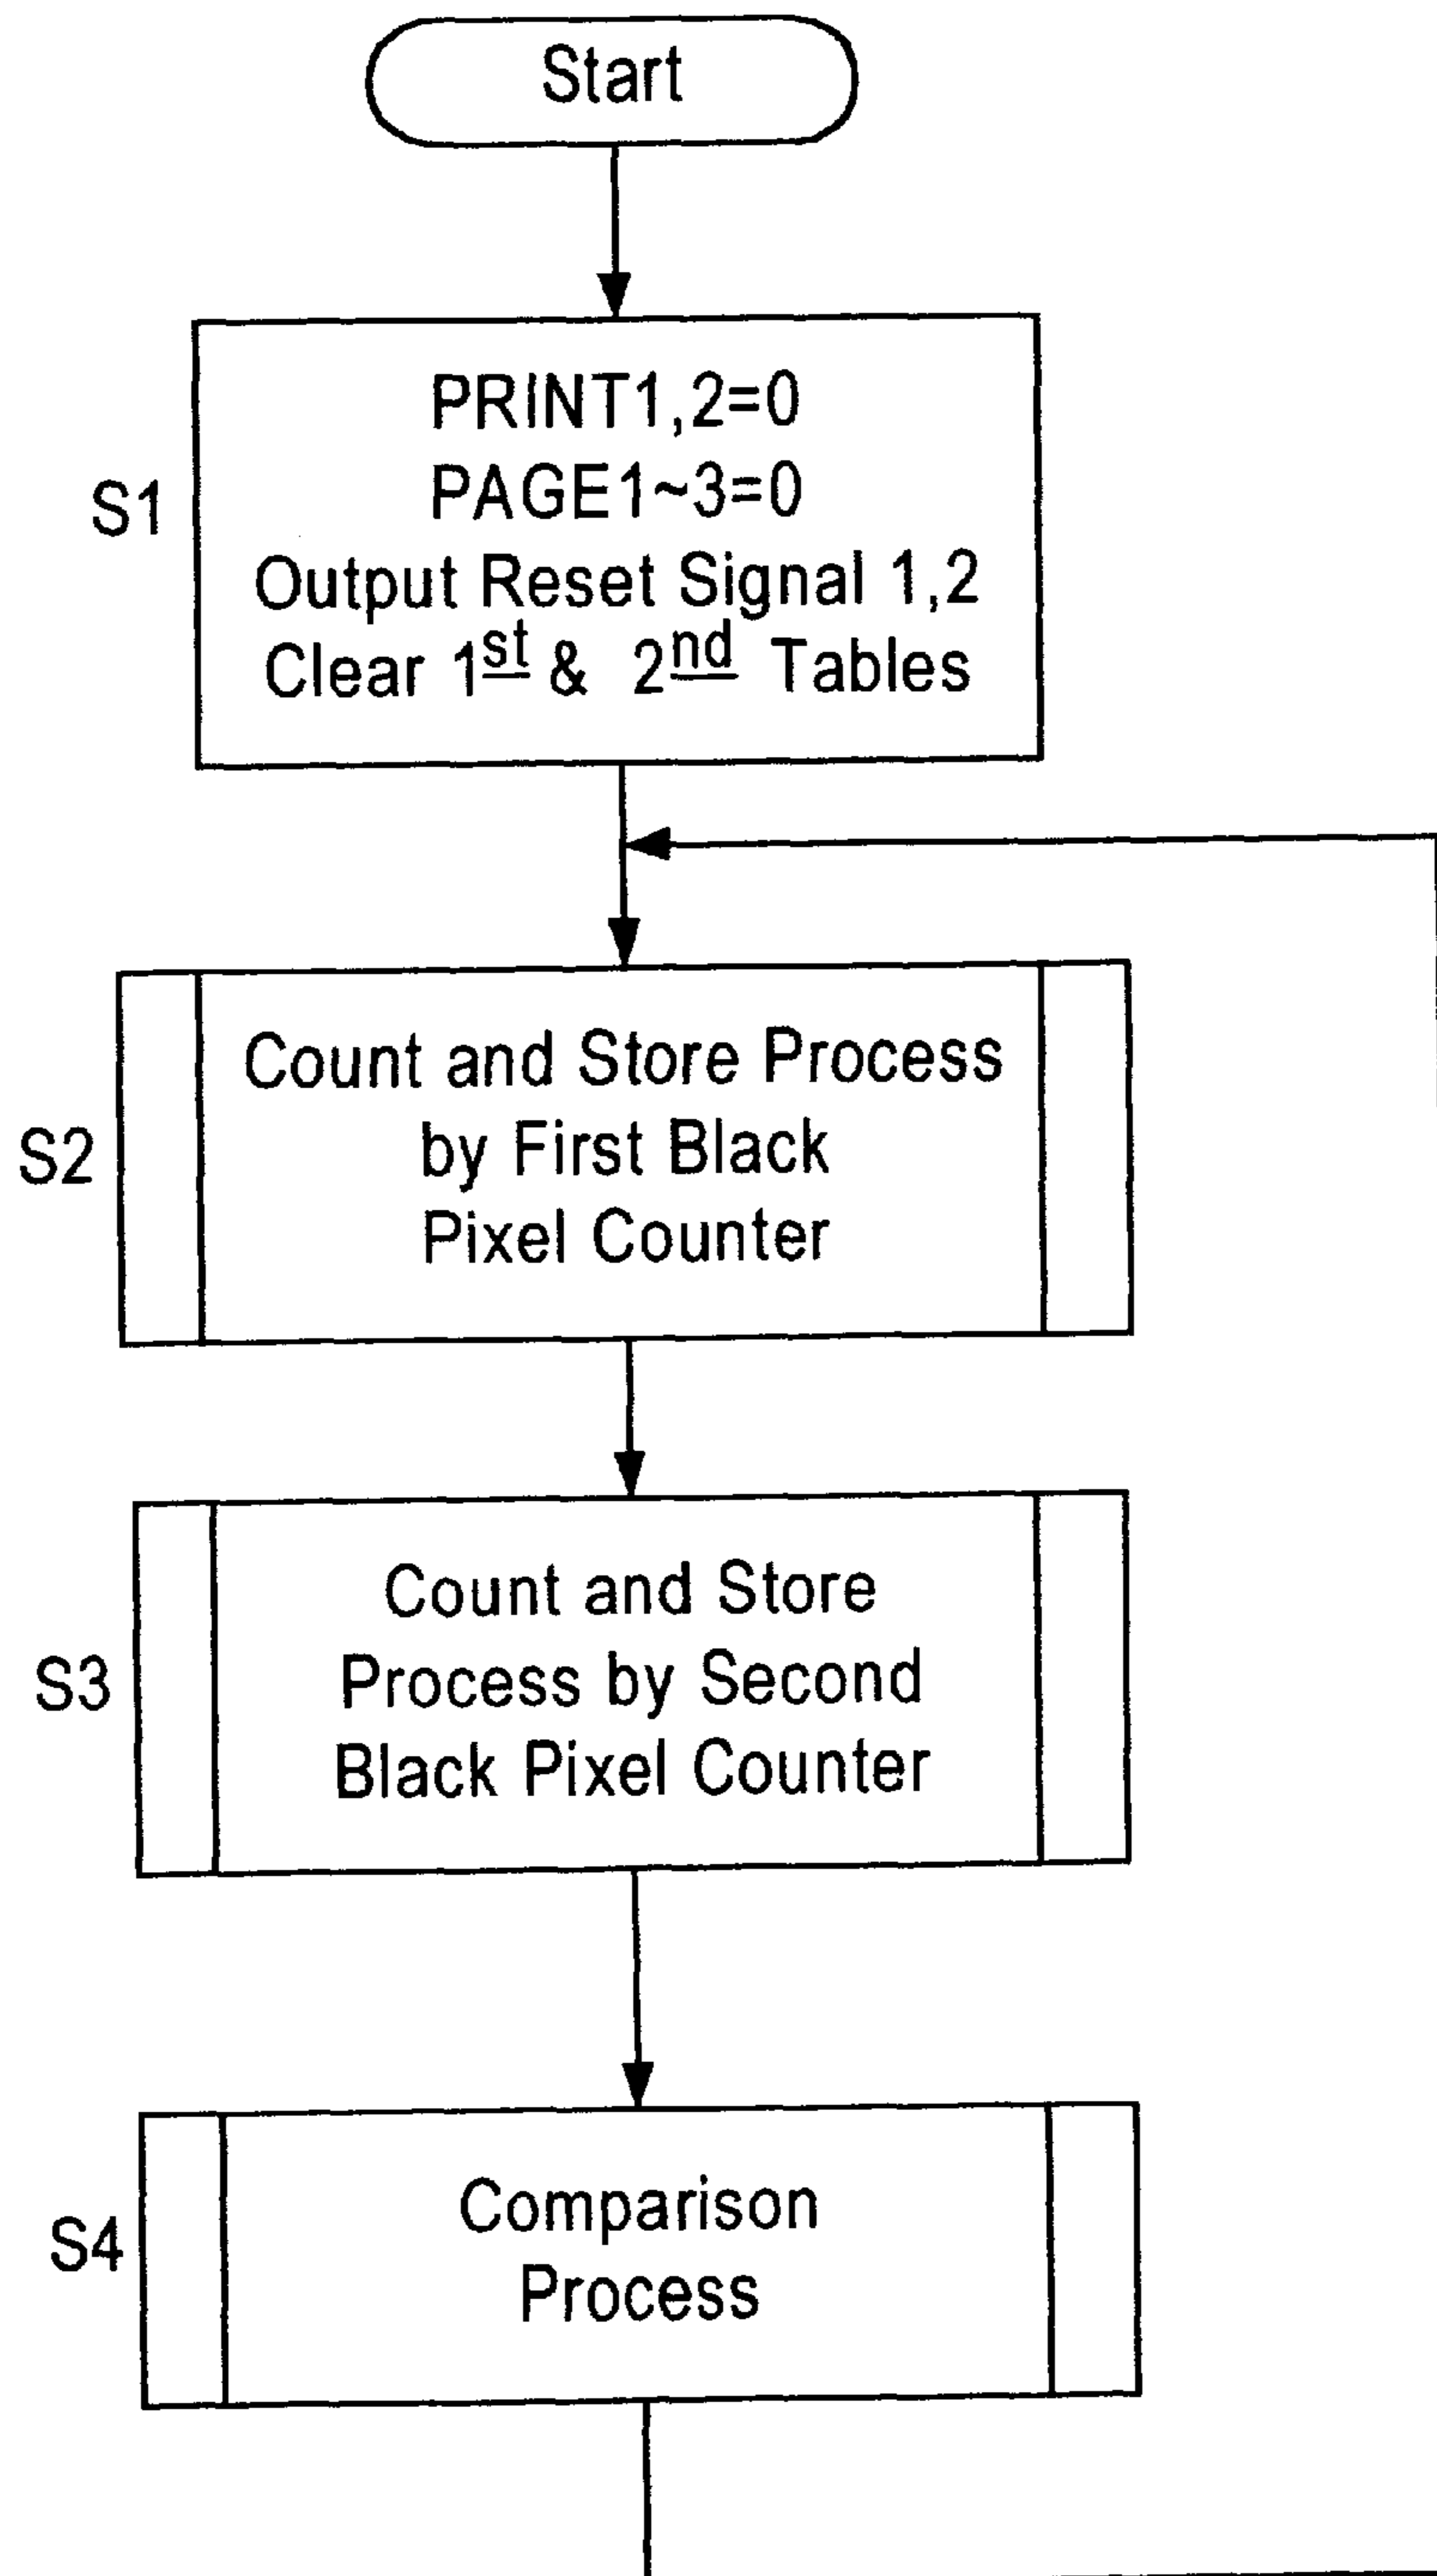 Start
S1
PRINT1,2=0
PAGE1~3=0
Output Reset Signal 1,2
Clear 1st & 2nd Tables
S2
Count and Store Process
by First Black
Pixel Counter
S3
Count and Store
Process by Second
Black Pixel Counter
S4
Comparison
Process